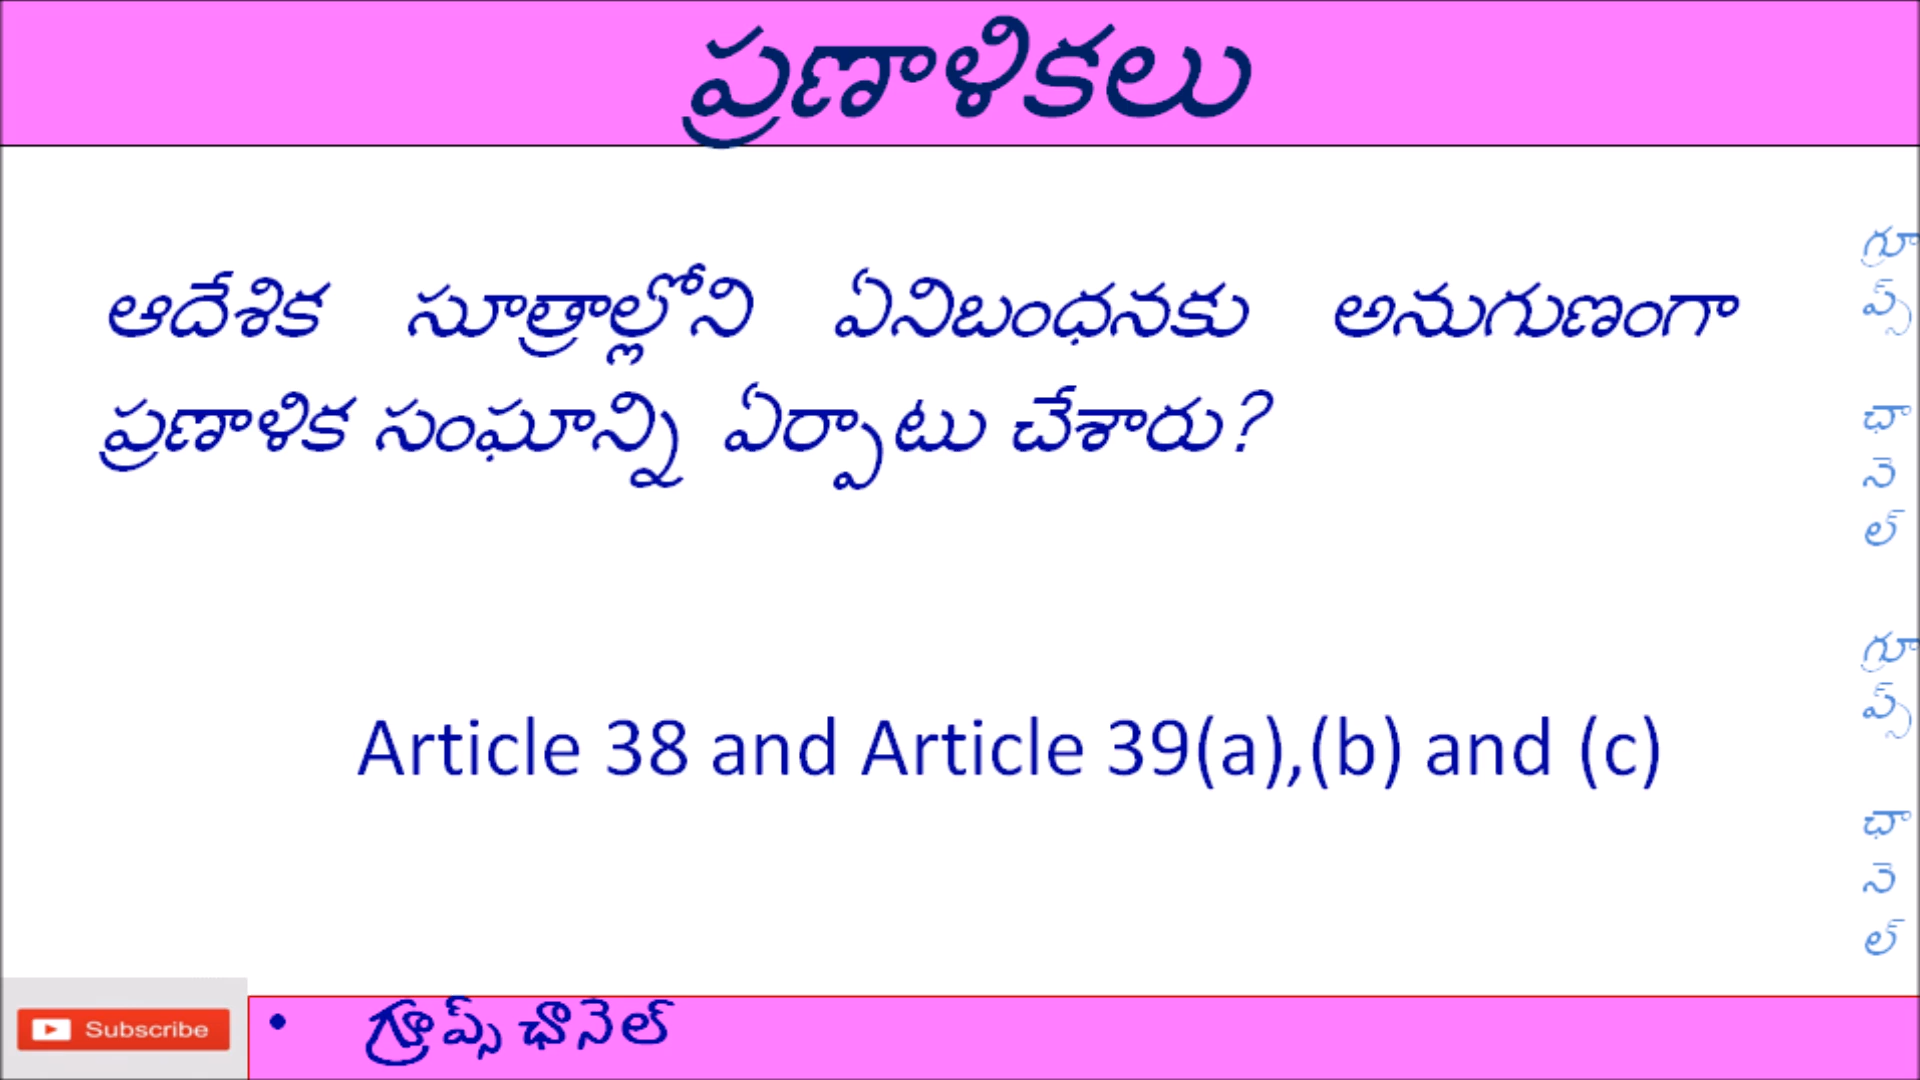 ప్రణాళికలు
ఆదేశిక సూత్రాల్లోని ఏనిబంధనకు అనుగుణంగా
ప్రణాళిక సంఘాన్ని ఏర్పాటు చేశారు?
Article 38 and Article 39(a),(b) and (c)
గ్రూ
ప్స్
ఛా
నె
ల్
గ్రూ
ప్స్
ఛా
నె
ల్
Subscribe
• గ్రూప్స్ ఛానెల్